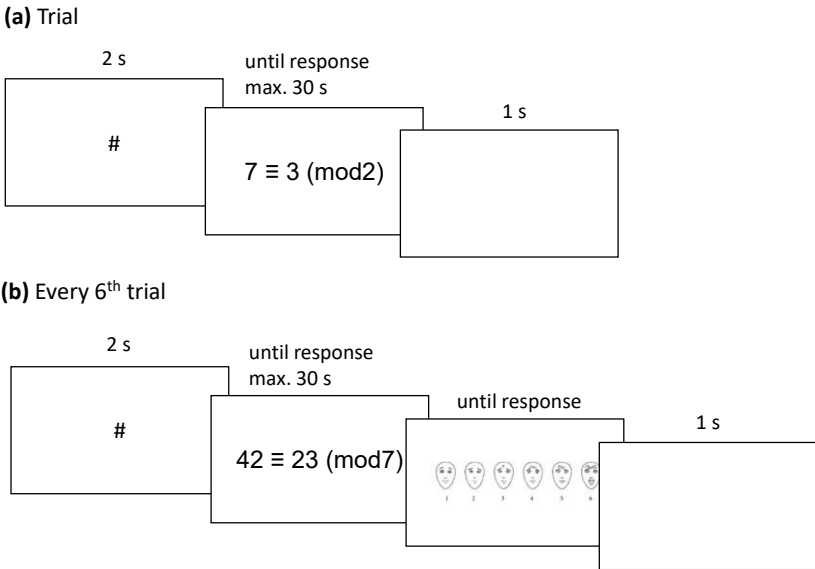 (a) Trial
2 s
until response
max. 30 s
1 s
#
7 ≡ 3 (mod2)
(b) Every 6th trial
2 s
until response
max. 30 s
until response
1 s
#
42 ≡ 23 (mod7)
1 2 3 4 5 6